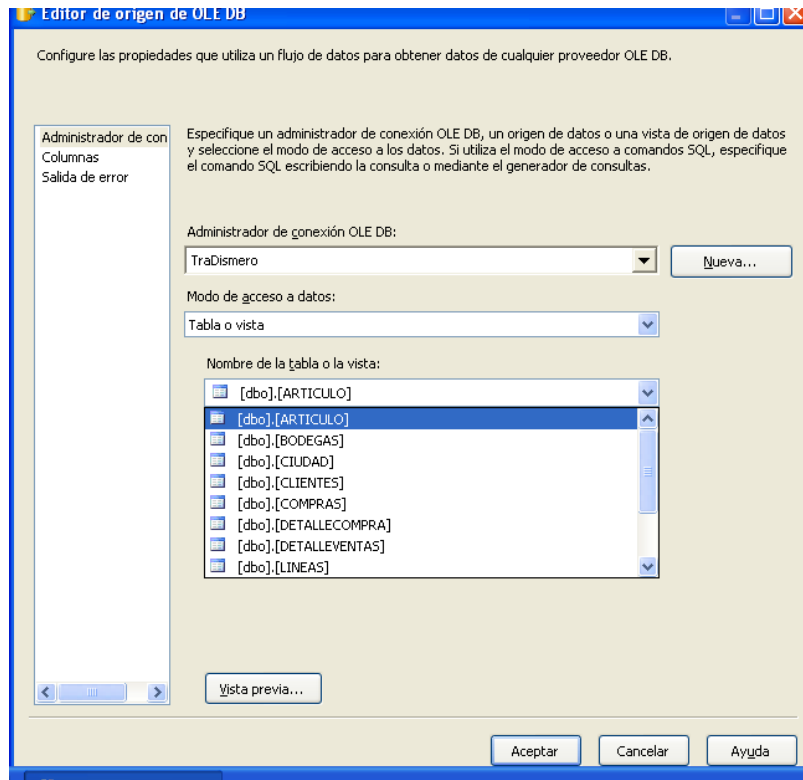 Editor de origen de OLE DB
Configure las propiedades que utiliza un flujo de datos para obtener datos de cualquier proveedor OLE DB.
Administrador de con
Columnas
Salida de error
Especifique un administrador de conexión OLE DB, un origen de datos o una vista de origen de datos
y seleccione el modo de acceso a los datos. Si utiliza el modo de acceso a comandos SQL, especifique
el comando SQL escribiendo la consulta o mediante el generador de consultas.
Administrador de conexión OLE DB:
TraDismero
Nueva...
Modo de acceso a datos:
Tabla o vista
Nombre de la tabla o la vista:
[dbo].[ARTICULO]
[dbo].[ARTICULO]
[dbo].[BODEGAS]
[dbo].[CIUDAD]
[dbo].[CLIENTES]
[dbo].[COMPRAS]
[dbo].[DETALLECOMPRA]
[dbo].[DETALLEVENTAS]
[dbo].[LINEAS]
Vista previa...
Aceptar
Cancelar
Ayuda